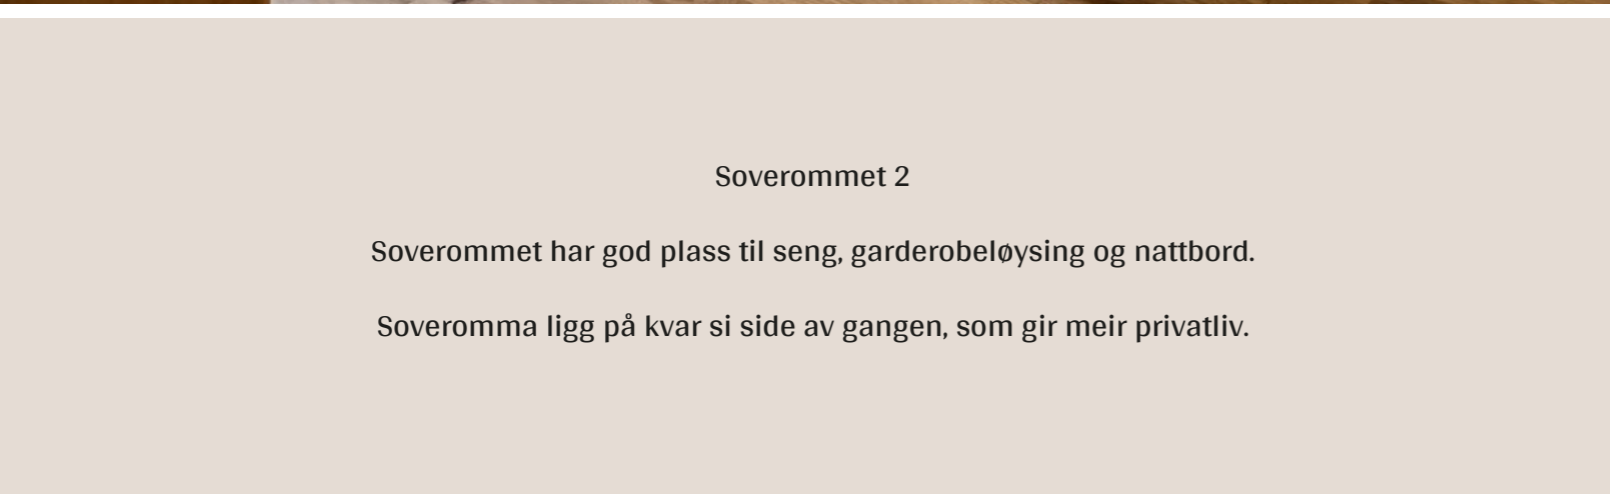 Soverommet 2
Soverommet har god plass til seng, garderobeløysing og nattbord.
Soveromma ligg på kvar si side av gangen, som gir meir privatliv.